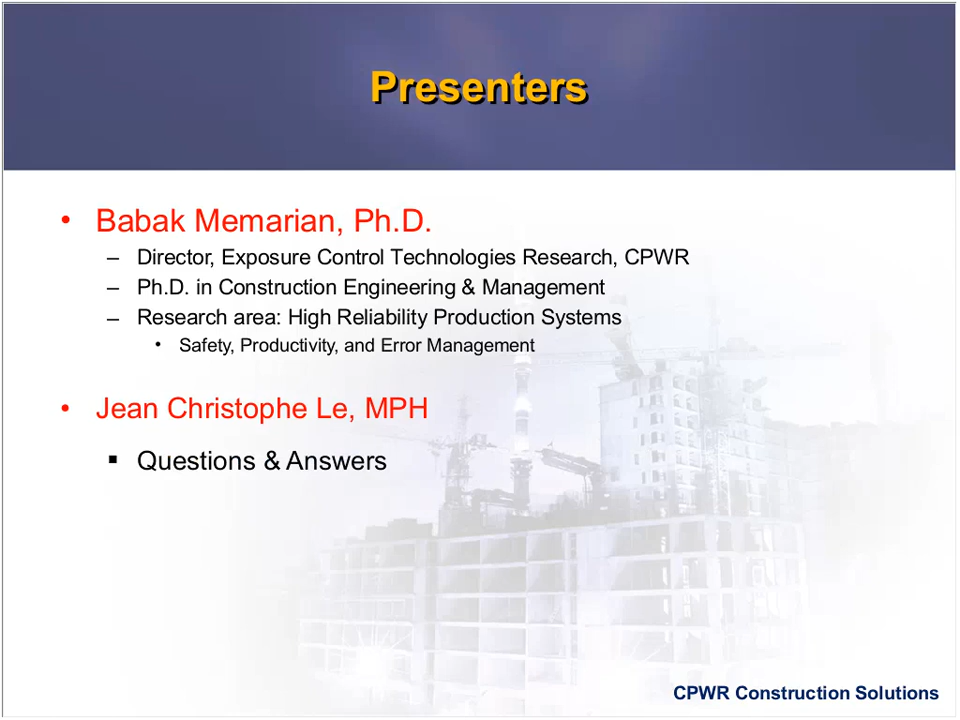 Presenters
• Babak Memarian, Ph.D.
– Director, Exposure Control Technologies Research, CPWR
– Ph.D. in Construction Engineering & Management
– Research area: High Reliability Production Systems
• Safety, Productivity, and Error Management
• Jean Christophe Le, MPH
▪ Questions & Answers
CPWR Construction Solutions